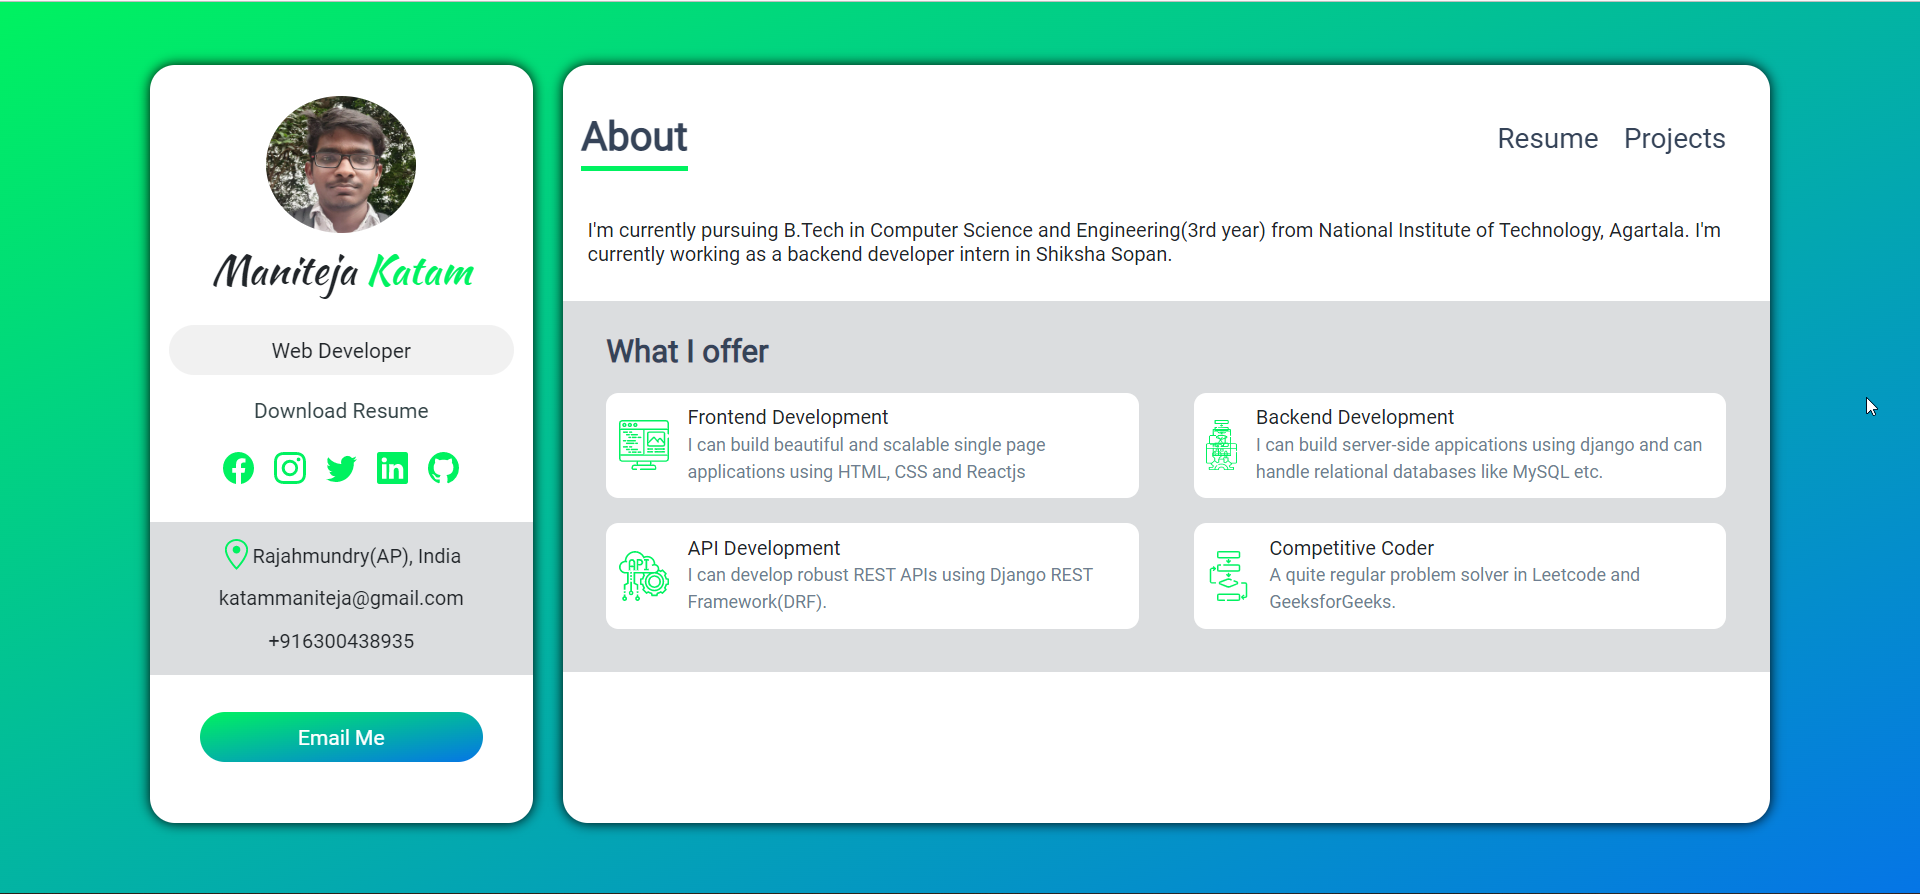 Maniteja Katam
Web Developer
Download Resume
Rajahmundry(AP), India
katammaniteja@gmail.com
+916300438935
Email Me
About
Resume Projects
I'm currently pursuing B.Tech in Computer Science and Engineering(3rd year) from National Institute of Technology, Agartala. I'm
currently working as a backend developer intern in Shiksha Sopan.
What I offer
Frontend Development
I can build beautiful and scalable single page
applications using HTML, CSS and Reactjs
Backend Development
I can build server-side appications using django and can
handle relational databases like MySQL etc.
API
API Development
I can develop robust REST APIs using Django REST
Framework(DRF).
Competitive Coder
A quite regular problem solver in Leetcode and
GeeksforGeeks.